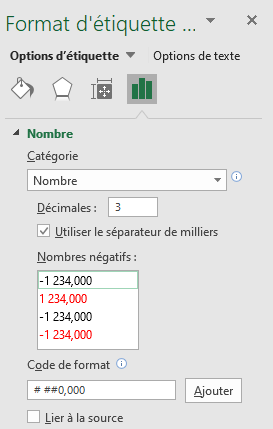 Format d'étiquette ...
Options d'étiquette Options de texte
Nombre
Catégorie
Nombre
Décimales : 3
Utiliser le séparateur de milliers
Nombres négatifs :
-1 234,000
1 234,000
-1 234,000
-1 234,000
Code de format
# ##0,000 Ajouter
Lier à la source